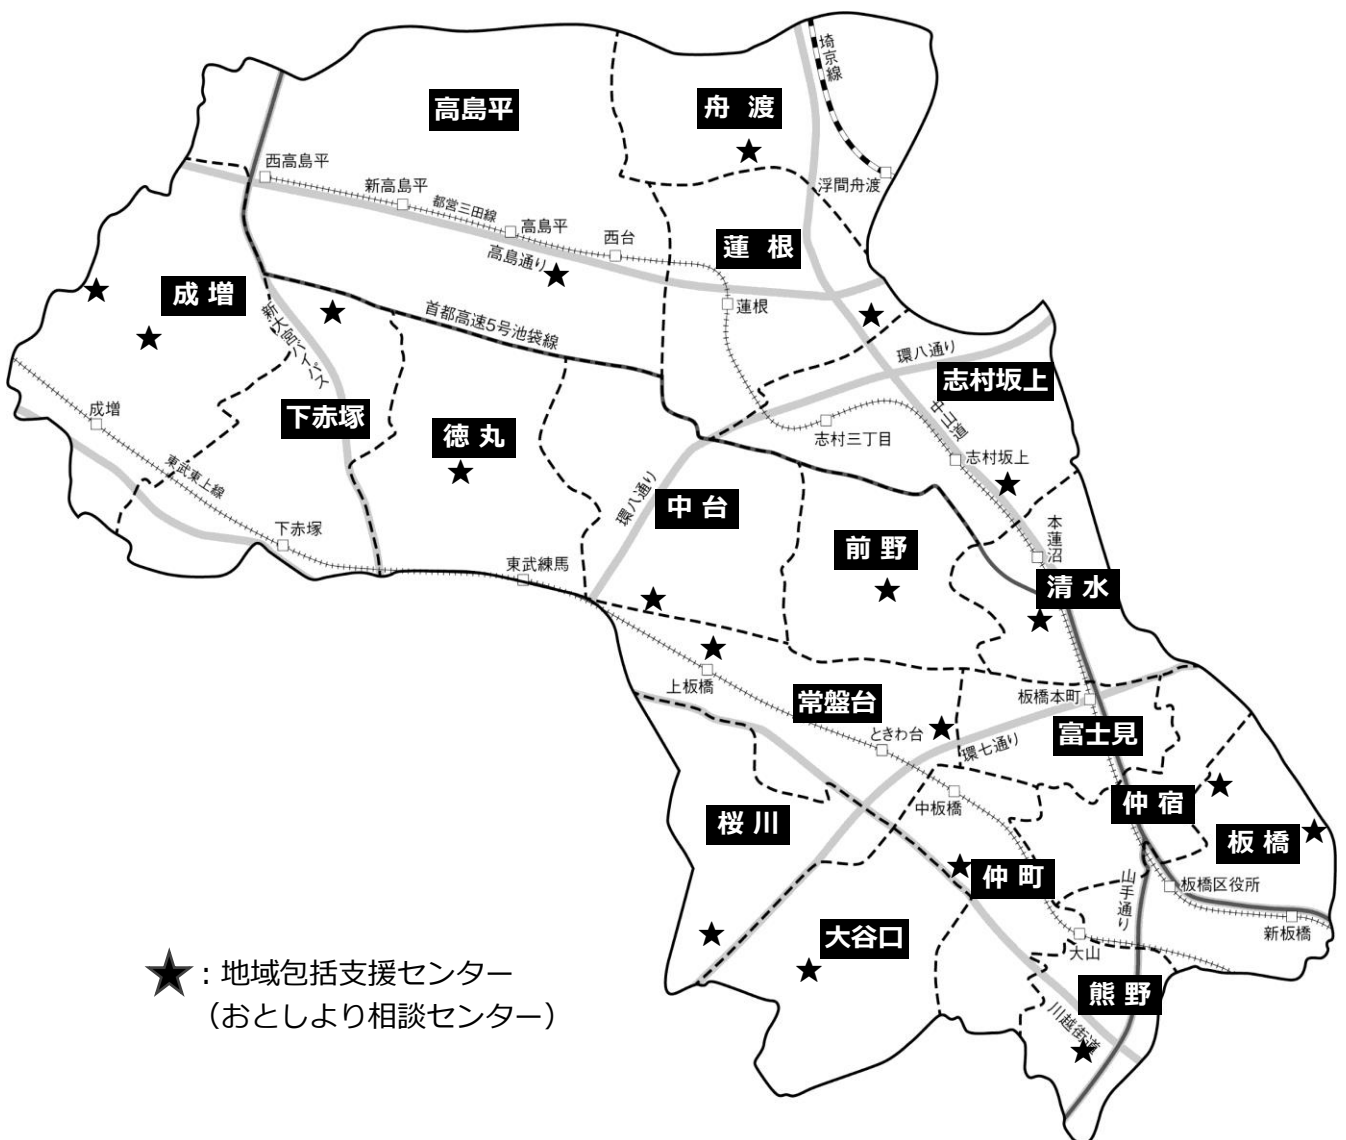 埼京線
高島平
舟 渡
西高島平
浮間舟渡
新高島平
都営三田線
高島平
西台
蓮 根
高島通り
成 増
蓮根
新大宮バイパス
首都高速5号池袋線
環八通り
志村坂上
成増
下赤塚
徳 丸
中山道
志村三丁目
志村坂上
東武東上線
環八通り
中 台
本蓮沼
下赤塚
前 野
東武練馬
清 水
上板橋
板橋本町
常盤台
ときわ台
環七通り
富士見
中板橋
仲 宿
桜 川
板 橋
仲 町
山手通り
板橋区役所
大谷口
新板橋
大山
熊 野
川越街道
★：地域包括支援センター
（おとしより相談センター）